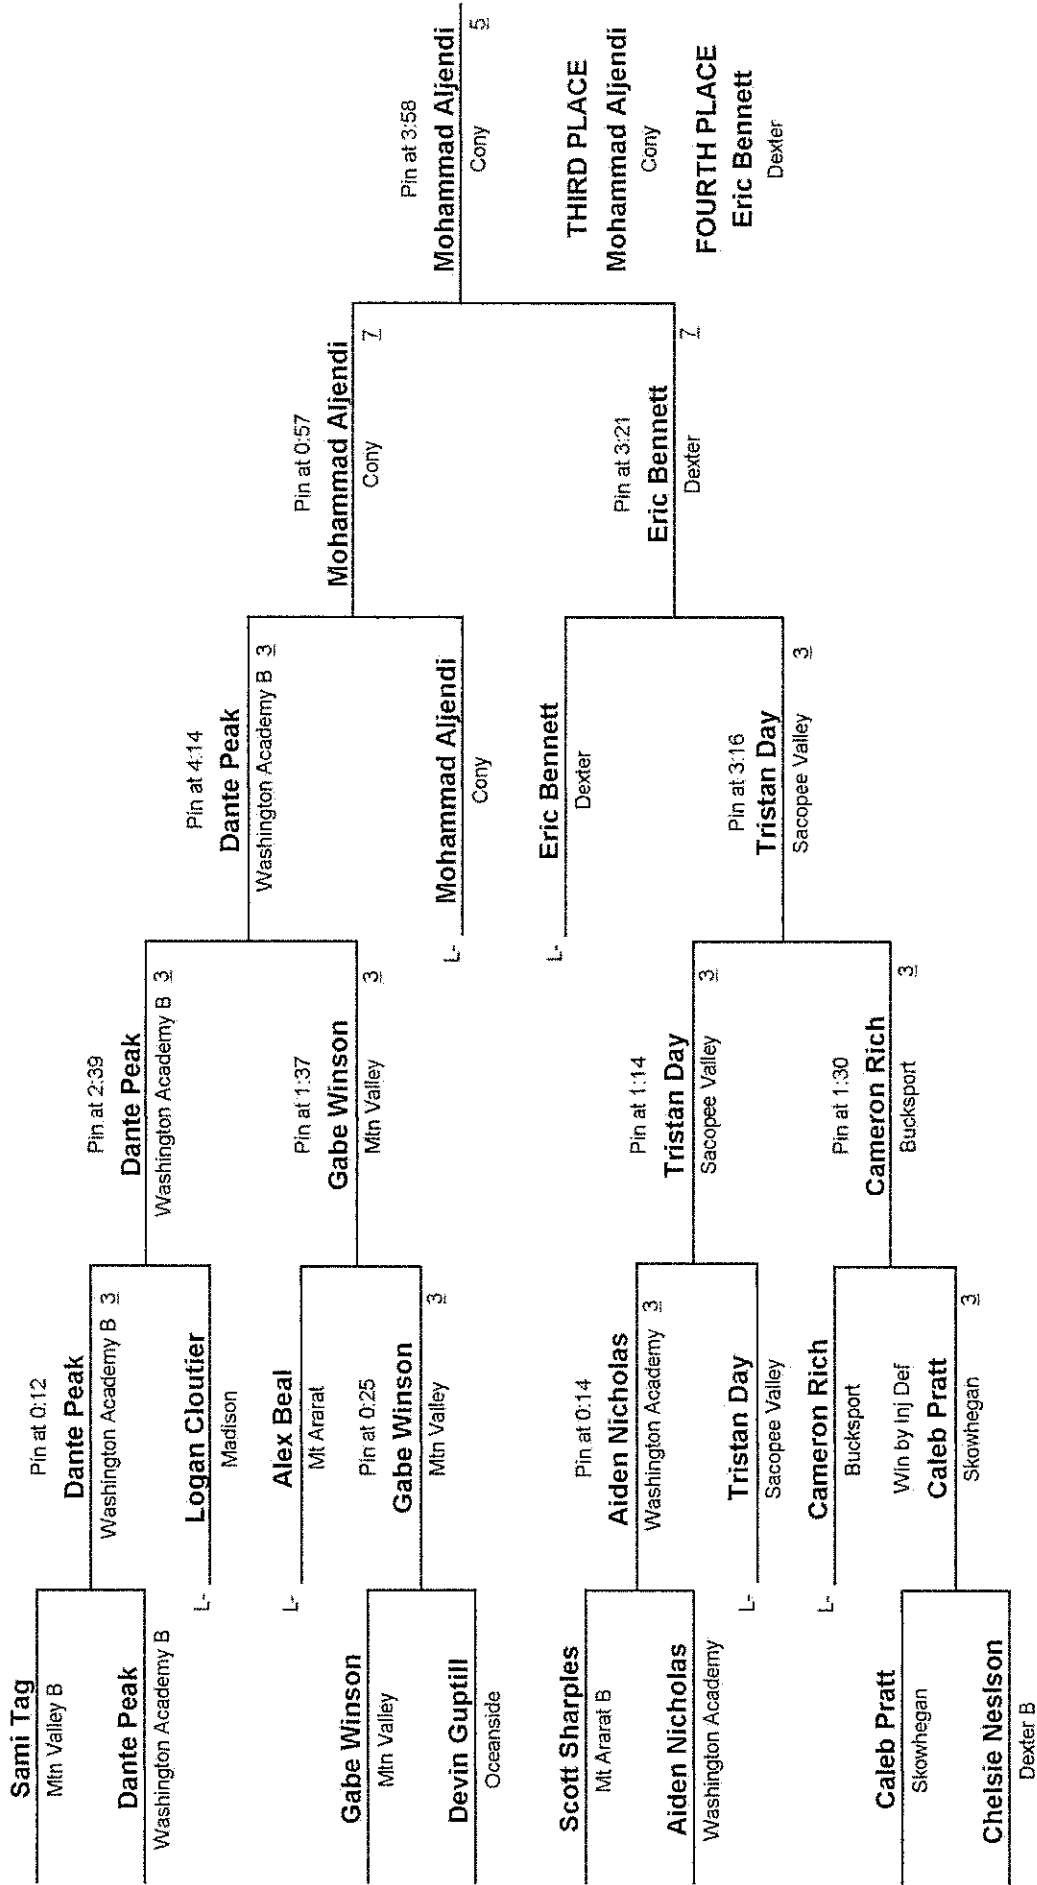 Sami Tag
Mtn Valley B
Dante Peak
Washington Academy B
Gabe Winson
Mtn Valley
Devin Guptill
Oceanside
Scott Sharples
Mt Ararat B
Aiden Nicholas
Washington Academy
Caleb Pratt
Skowhegan
Chelsie Neslson
Dexter B
Pin at 0:12
Dante Peak
Washington Academy B 3
L- Logan Cloutier
Madison
L- Alex Beal
Mt Ararat
Pin at 0:25
Gabe Winson
Mtn Valley 3
Pin at 0:14
Aiden Nicholas
Washington Academy 3
L- Tristan Day
Sacopee Valley
L- Cameron Rich
Bucksport
Win by Inj Def
Caleb Pratt
Skowhegan 3
Pin at 2:39
Dante Peak
Washington Academy B 3
Pin at 1:37
Gabe Winson
Mtn Valley 3
Pin at 1:14
Tristan Day
Sacopee Valley 3
Pin at 1:30
Cameron Rich
Bucksport 3
Pin at 4:14
Dante Peak
Washington Academy B 3
L- Mohammad Aljendi
Cony
L- Eric Bennett
Dexter
Pin at 3:16
Tristan Day
Sacopee Valley 3
Pin at 0:57
Mohammad Aljendi
Cony 7
Pin at 3:21
Eric Bennett
Dexter 7
Pin at 3:58
Mohammad Aljendi
Cony 5
THIRD PLACE
Mohammad Aljendi
Cony
FOURTH PLACE
Eric Bennett
Dexter